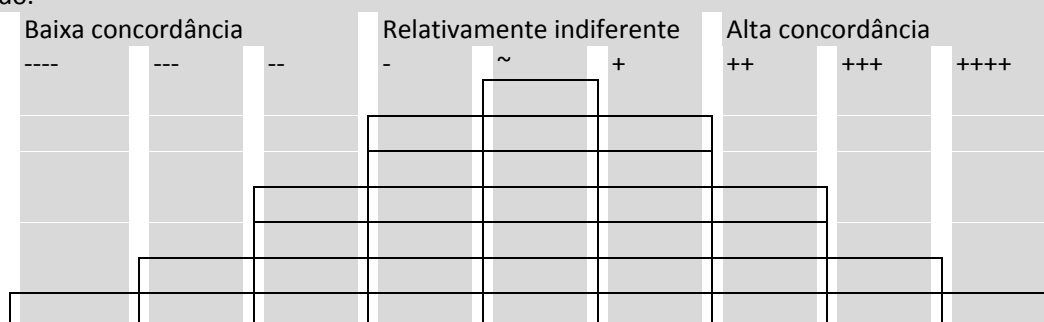 Baixa concordância Relativamente indiferente Alta concordância
---- --- -- - ~ + ++ +++ ++++